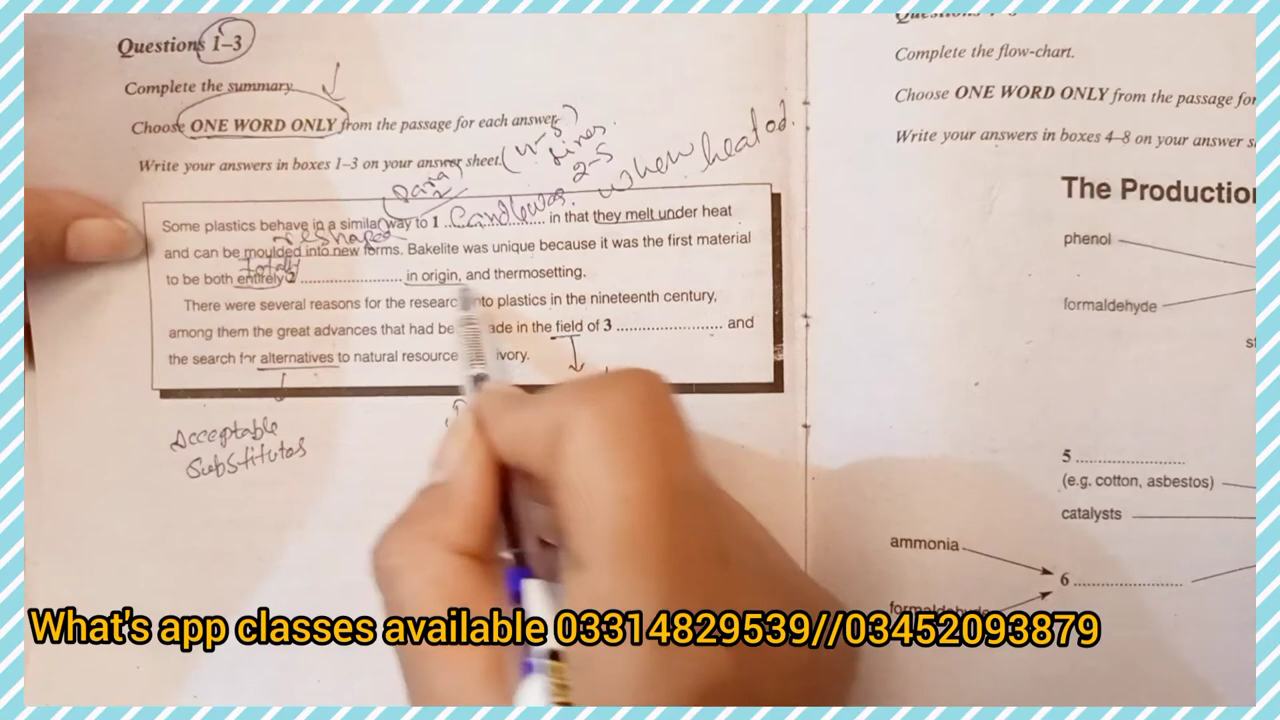 Questions 1–3
Complete the summary.
Choose ONE WORD ONLY from the passage for each answer.
Write your answers in boxes 1–3 on your answer sheet.
(4-5)
lines.
2-5
when heated.
(Para
2
Candlewax.
Some plastics behave in a similar way to 1 .................. in that they melt under heat
reshaped
and can be moulded into new forms. Bakelite was unique because it was the first material
totally
to be both entirely 2 .................. in origin, and thermosetting.
There were several reasons for the research into plastics in the nineteenth century,
among them the great advances that had be ade in the field of 3 .................. and
the search for alternatives to natural resource ivory.
Acceptable
Substitutes
Complete the flow-chart.
Choose ONE WORD ONLY from the passage for
Write your answers in boxes 4–8 on your answer s
The Production
phenol
formaldehyde
st
5 ..................
(e.g. cotton, asbestos)
catalysts
ammonia
6 ..................
formaldehyde
What's app classes available 03314829539//03452093879